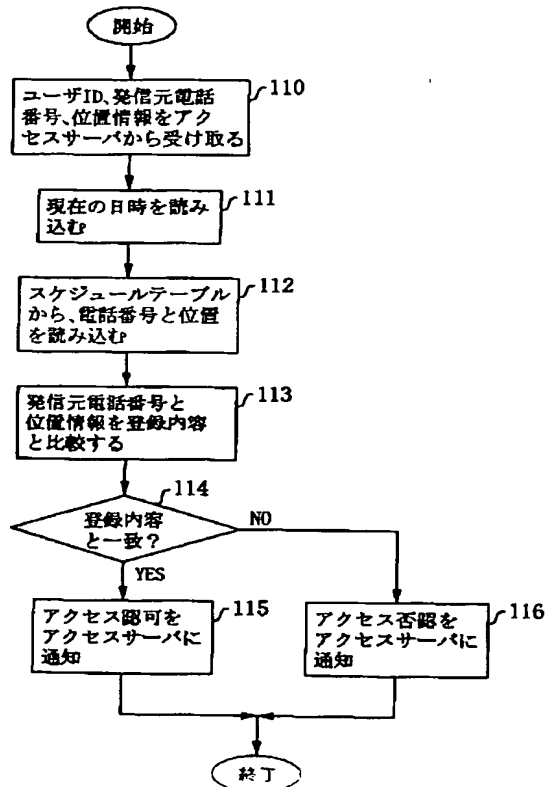 開始
110
ユーザID、発信元電話
番号、位置情報をアク
セスサーバから受け取る
111
現在の日時を読み
込む
112
スケジュールテーブル
から、電話番号と位置
を読み込む
113
発信元電話番号と
位置情報を登録内容
と比較する
114
登録内容
と一致?
NO
YES
アクセス認可を
アクセスサーバに
通知
115
アクセス否認を
アクセスサーバに
通知
116
終了